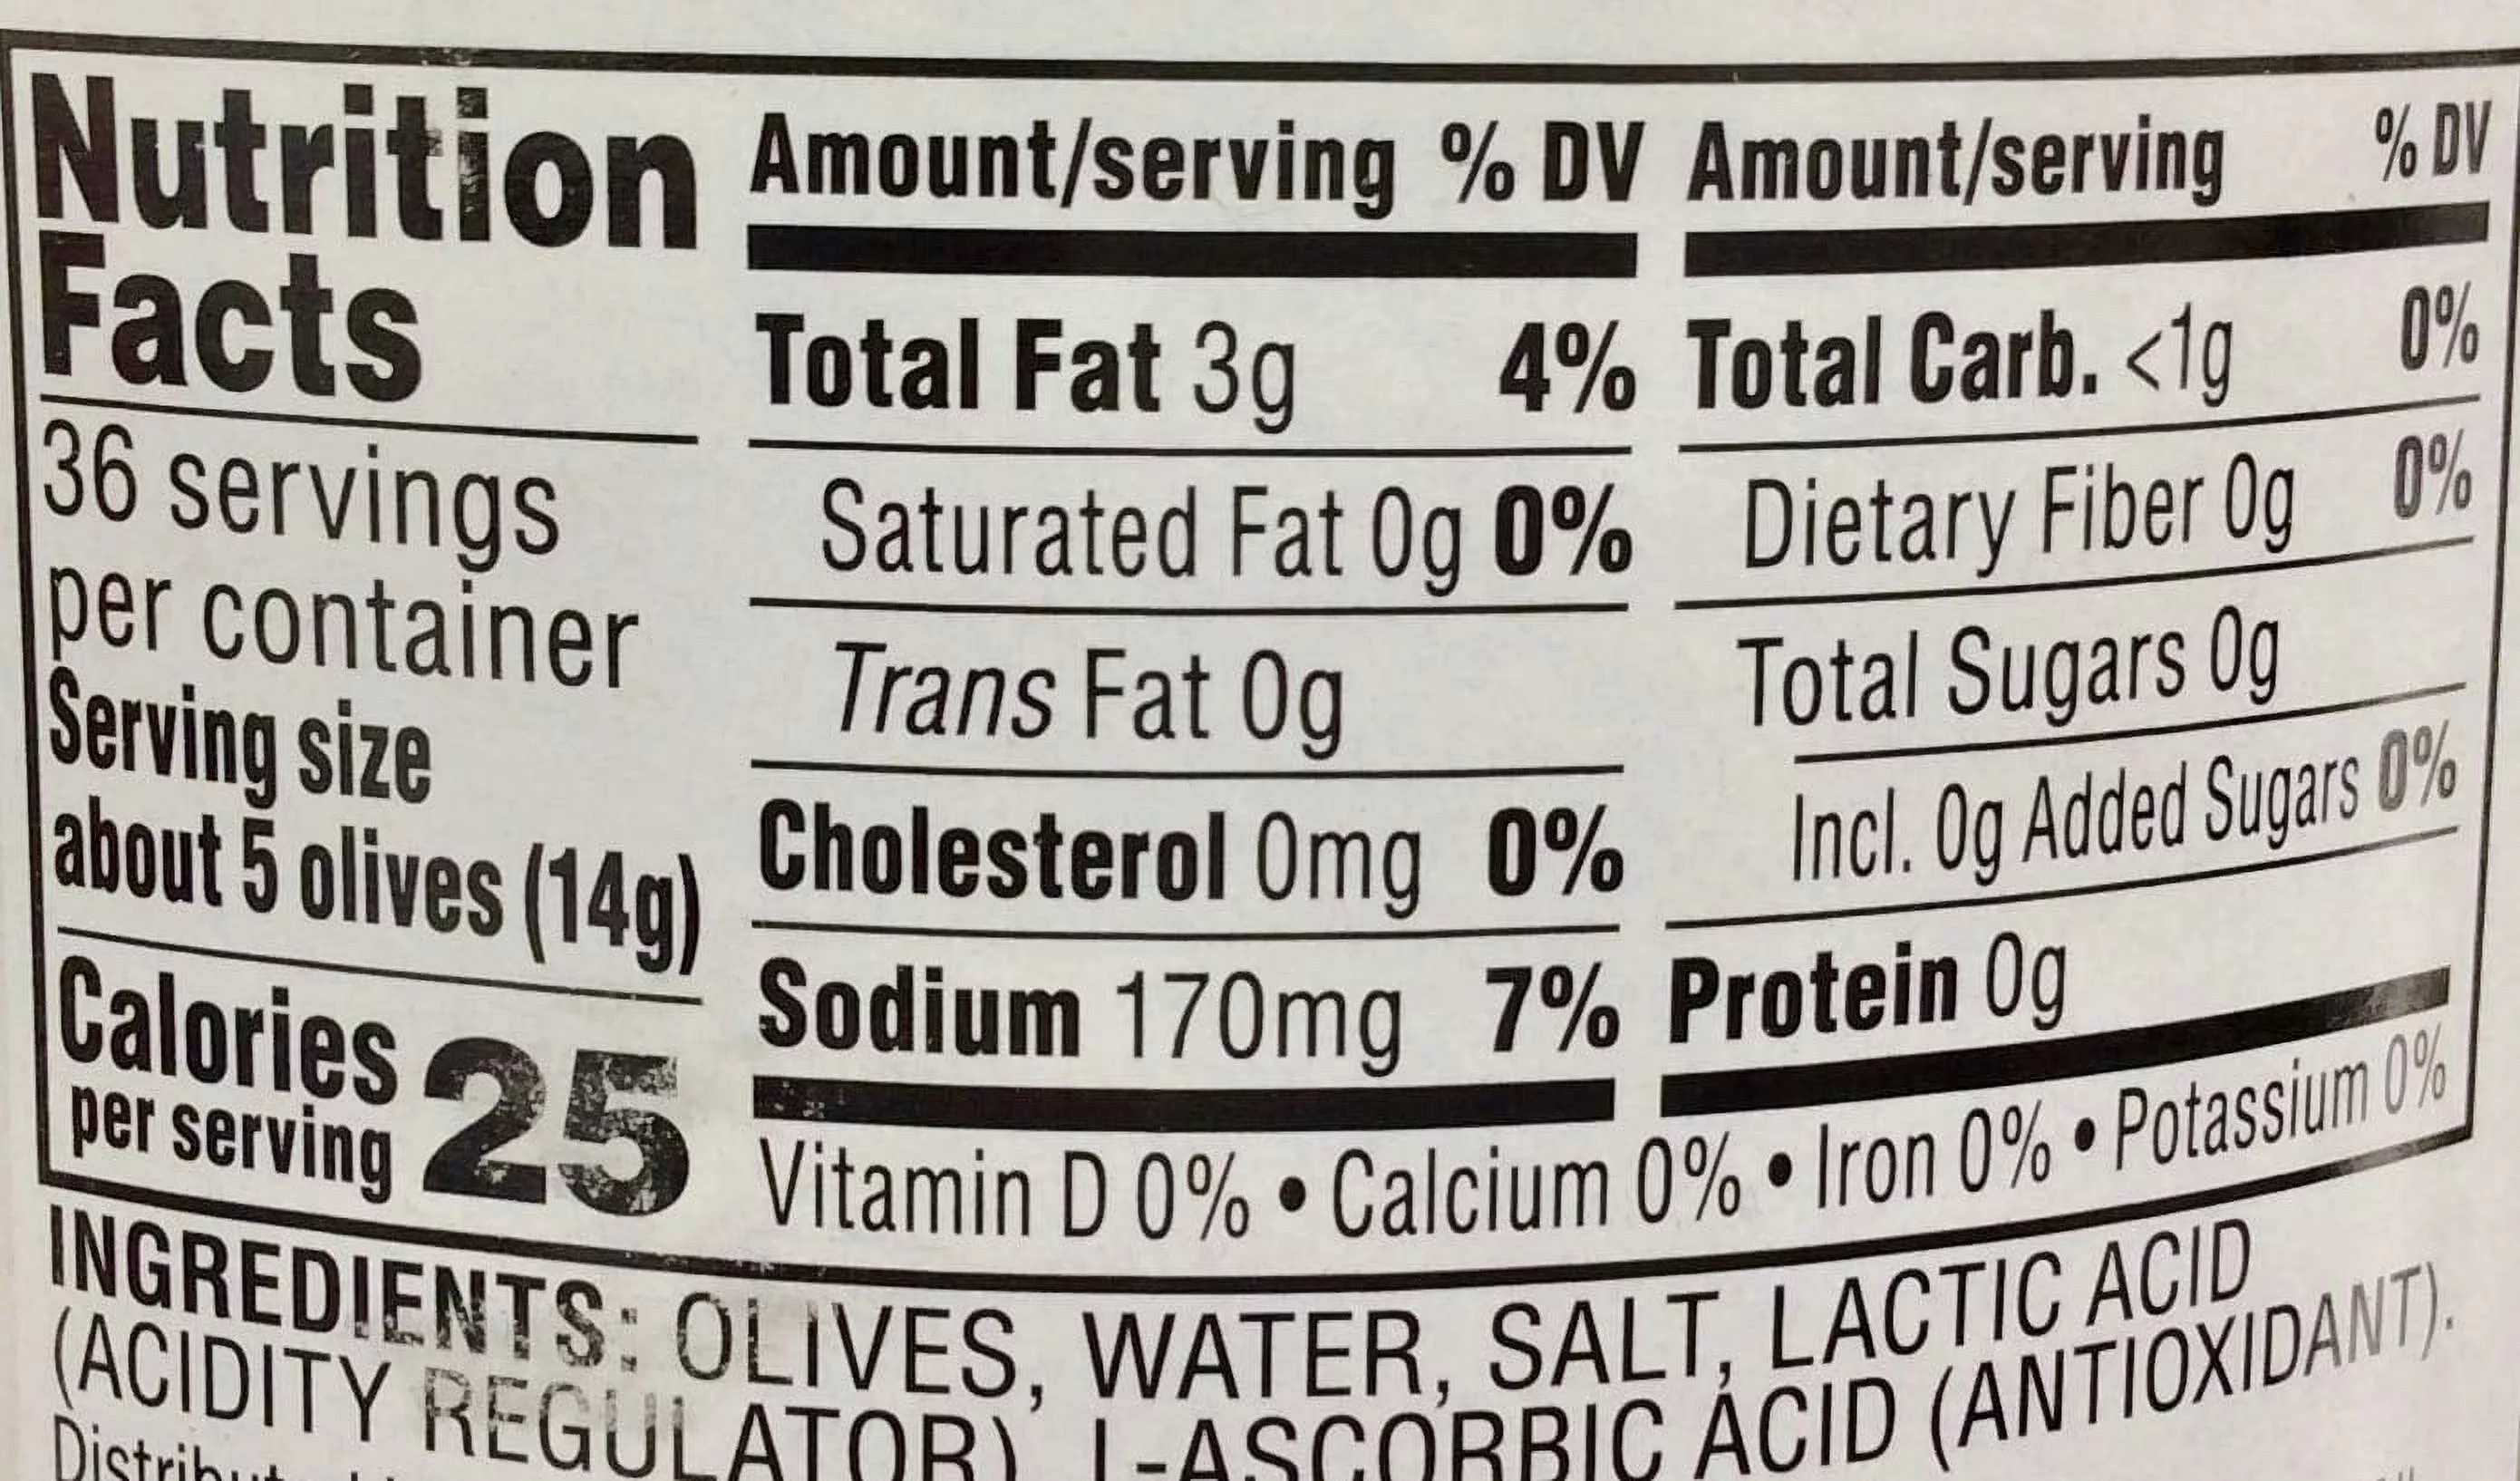 Nutrition
Facts
36 servings
per container
Serving size
about 5 olives (14g)
Calories
per serving
25
Amount/serving % DV
Total Fat 3g 4%
Saturated Fat 0g 0%
Trans Fat 0g
Cholesterol 0mg 0%
Sodium 170mg 7%
Amount/serving % DV
Total Carb. <1g 0%
Dietary Fiber 0g 0%
Total Sugars 0g
Incl. 0g Added Sugars 0%
Protein 0g
Vitamin D 0% • Calcium 0% • Iron 0% • Potassium 0%
INGREDIENTS: OLIVES, WATER, SALT, LACTIC ACID
(ACIDITY REGULATOR), L-ASCORBIC ACID (ANTIOXIDANT).